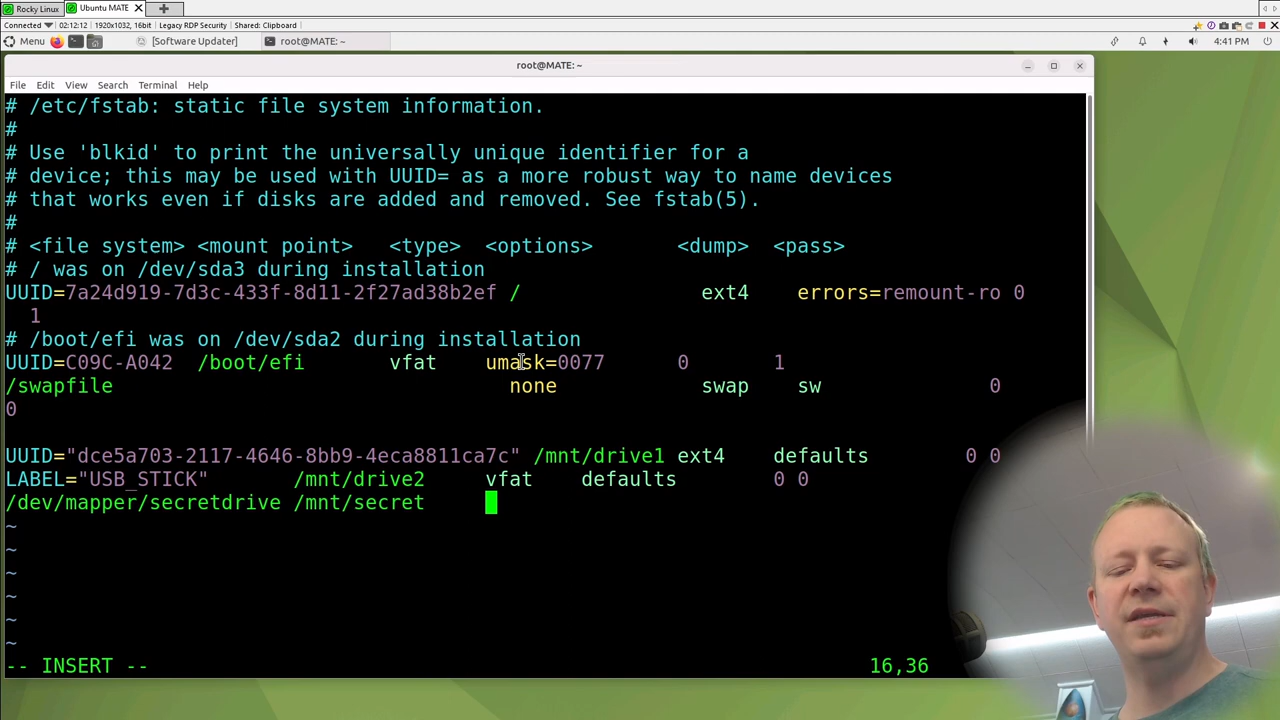 Rocky Linux Ubuntu MATE
Connected 02:12:12 1920x1032, 16bit Legacy RDP Security Shared: Clipboard
Menu [Software Updater] root@MATE: ~ 4:41 PM
root@MATE: ~
File Edit View Search Terminal Help
# /etc/fstab: static file system information.
#
# Use 'blkid' to print the universally unique identifier for a
# device; this may be used with UUID= as a more robust way to name devices
# that works even if disks are added and removed. See fstab(5).
#
# <file system> <mount point> <type> <options> <dump> <pass>
# / was on /dev/sda3 during installation
UUID=7a24d919-7d3c-433f-8d11-2f27ad38b2ef / ext4 errors=remount-ro 0
1
# /boot/efi was on /dev/sda2 during installation
UUID=C09C-A042 /boot/efi vfat umask=0077 0 1
/swapfile none swap sw 0
0
UUID="dce5a703-2117-4646-8bb9-4eca8811ca7c" /mnt/drive1 ext4 defaults 0 0
LABEL="USB_STICK" /mnt/drive2 vfat defaults 0 0
/dev/mapper/secretdrive /mnt/secret
~
~
~
~
~
~
-- INSERT -- 16,36